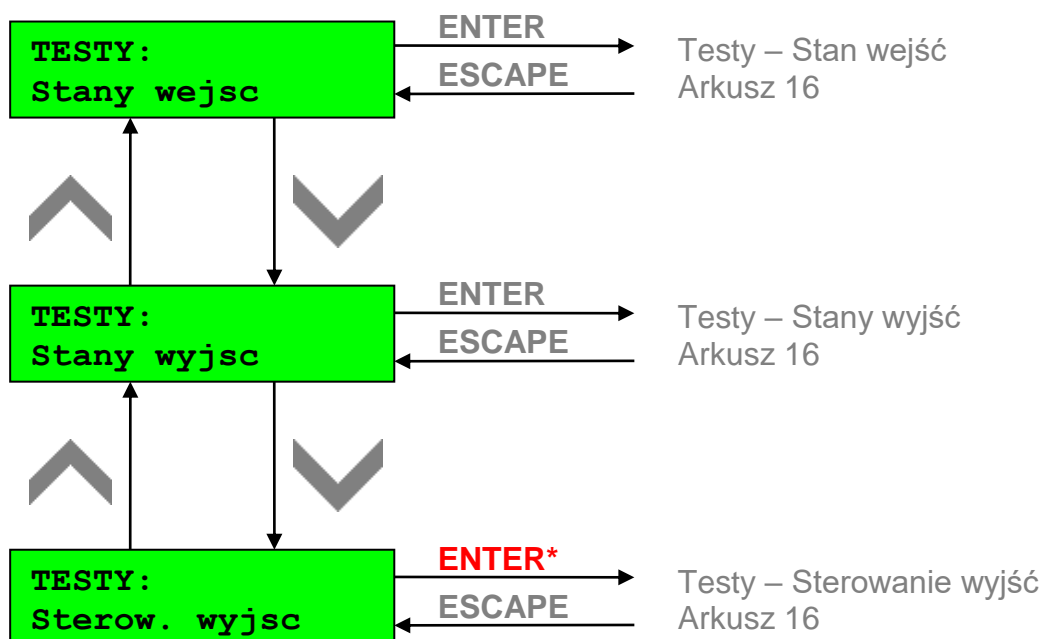 TESTY:
Stany wejsc
ENTER
ESCAPE
Testy – Stan wejść
Arkusz 16
TESTY:
Stany wyjsc
ENTER
ESCAPE
Testy – Stany wyjść
Arkusz 16
TESTY:
Sterow. wyjsc
ENTER*
ESCAPE
Testy – Sterowanie wyjść
Arkusz 16